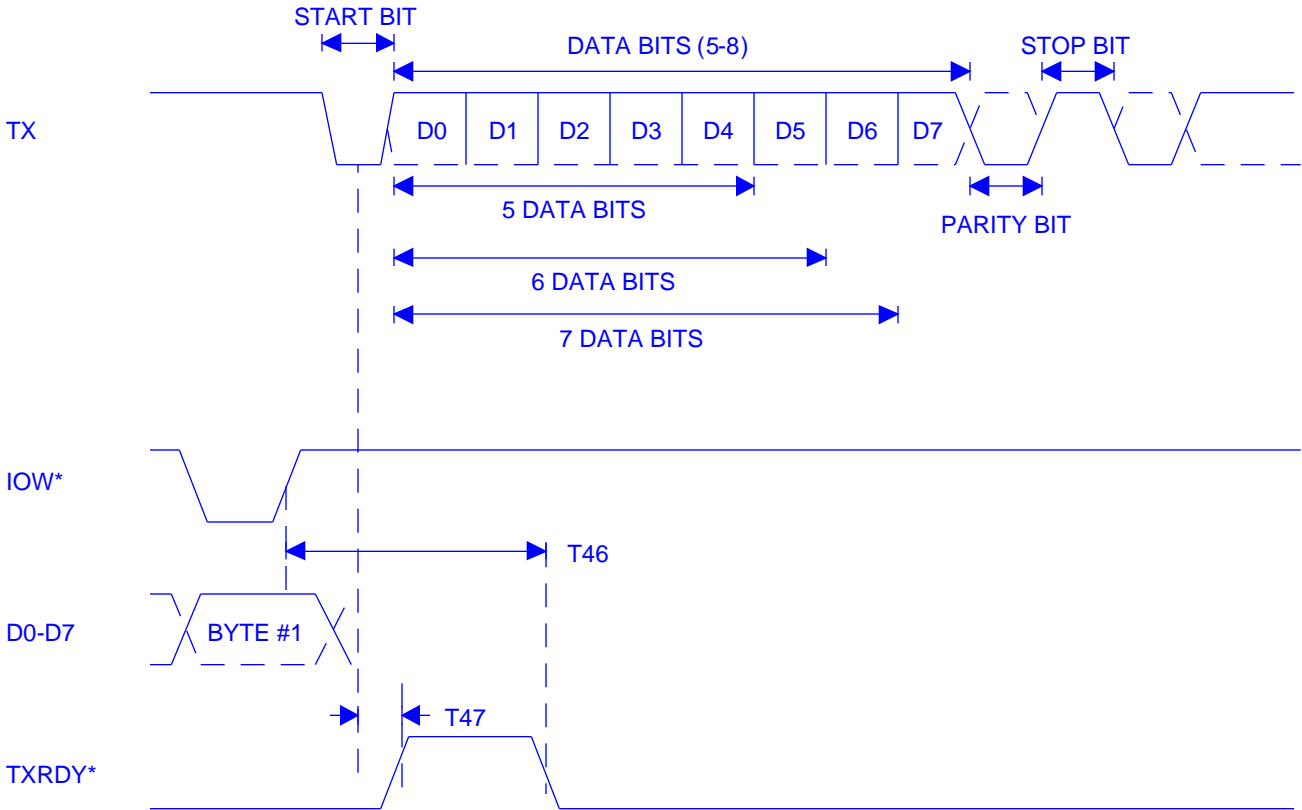 START BIT
DATA BITS (5-8)
STOP BIT
TX
D0 D1 D2 D3 D4 D5 D6 D7
5 DATA BITS
PARITY BIT
6 DATA BITS
7 DATA BITS
IOW*
T46
D0-D7
BYTE #1
T47
TXRDY*